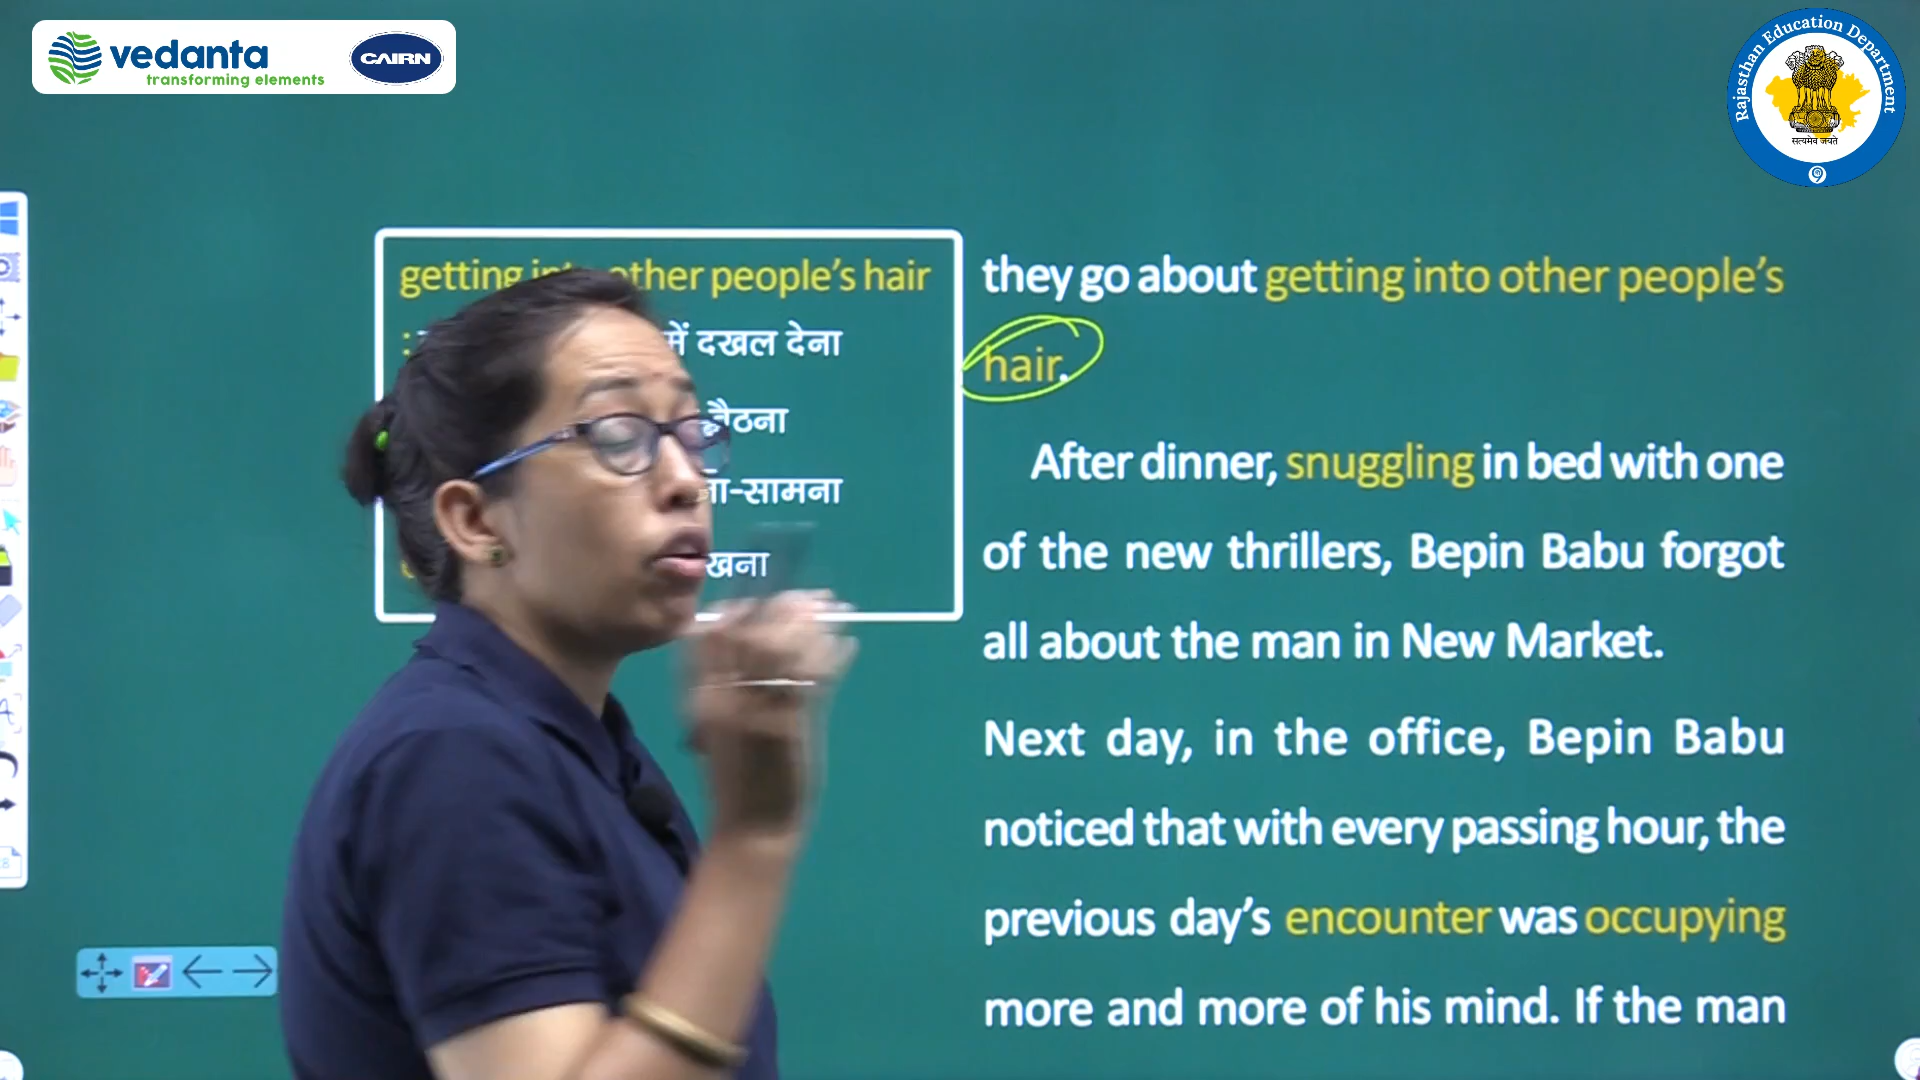 vedanta
transforming elements
CAIRN
Rajasthan Education Department
सत्यमेव जयते
getting into other people's hair
: में दखल देना
बैठना
सामना
they go about getting into other people's
hair.
After dinner, snuggling in bed with one
of the new thrillers, Bepin Babu forgot
all about the man in New Market.
Next day, in the office, Bepin Babu
noticed that with every passing hour, the
previous day's encounter was occupying
more and more of his mind. If the man